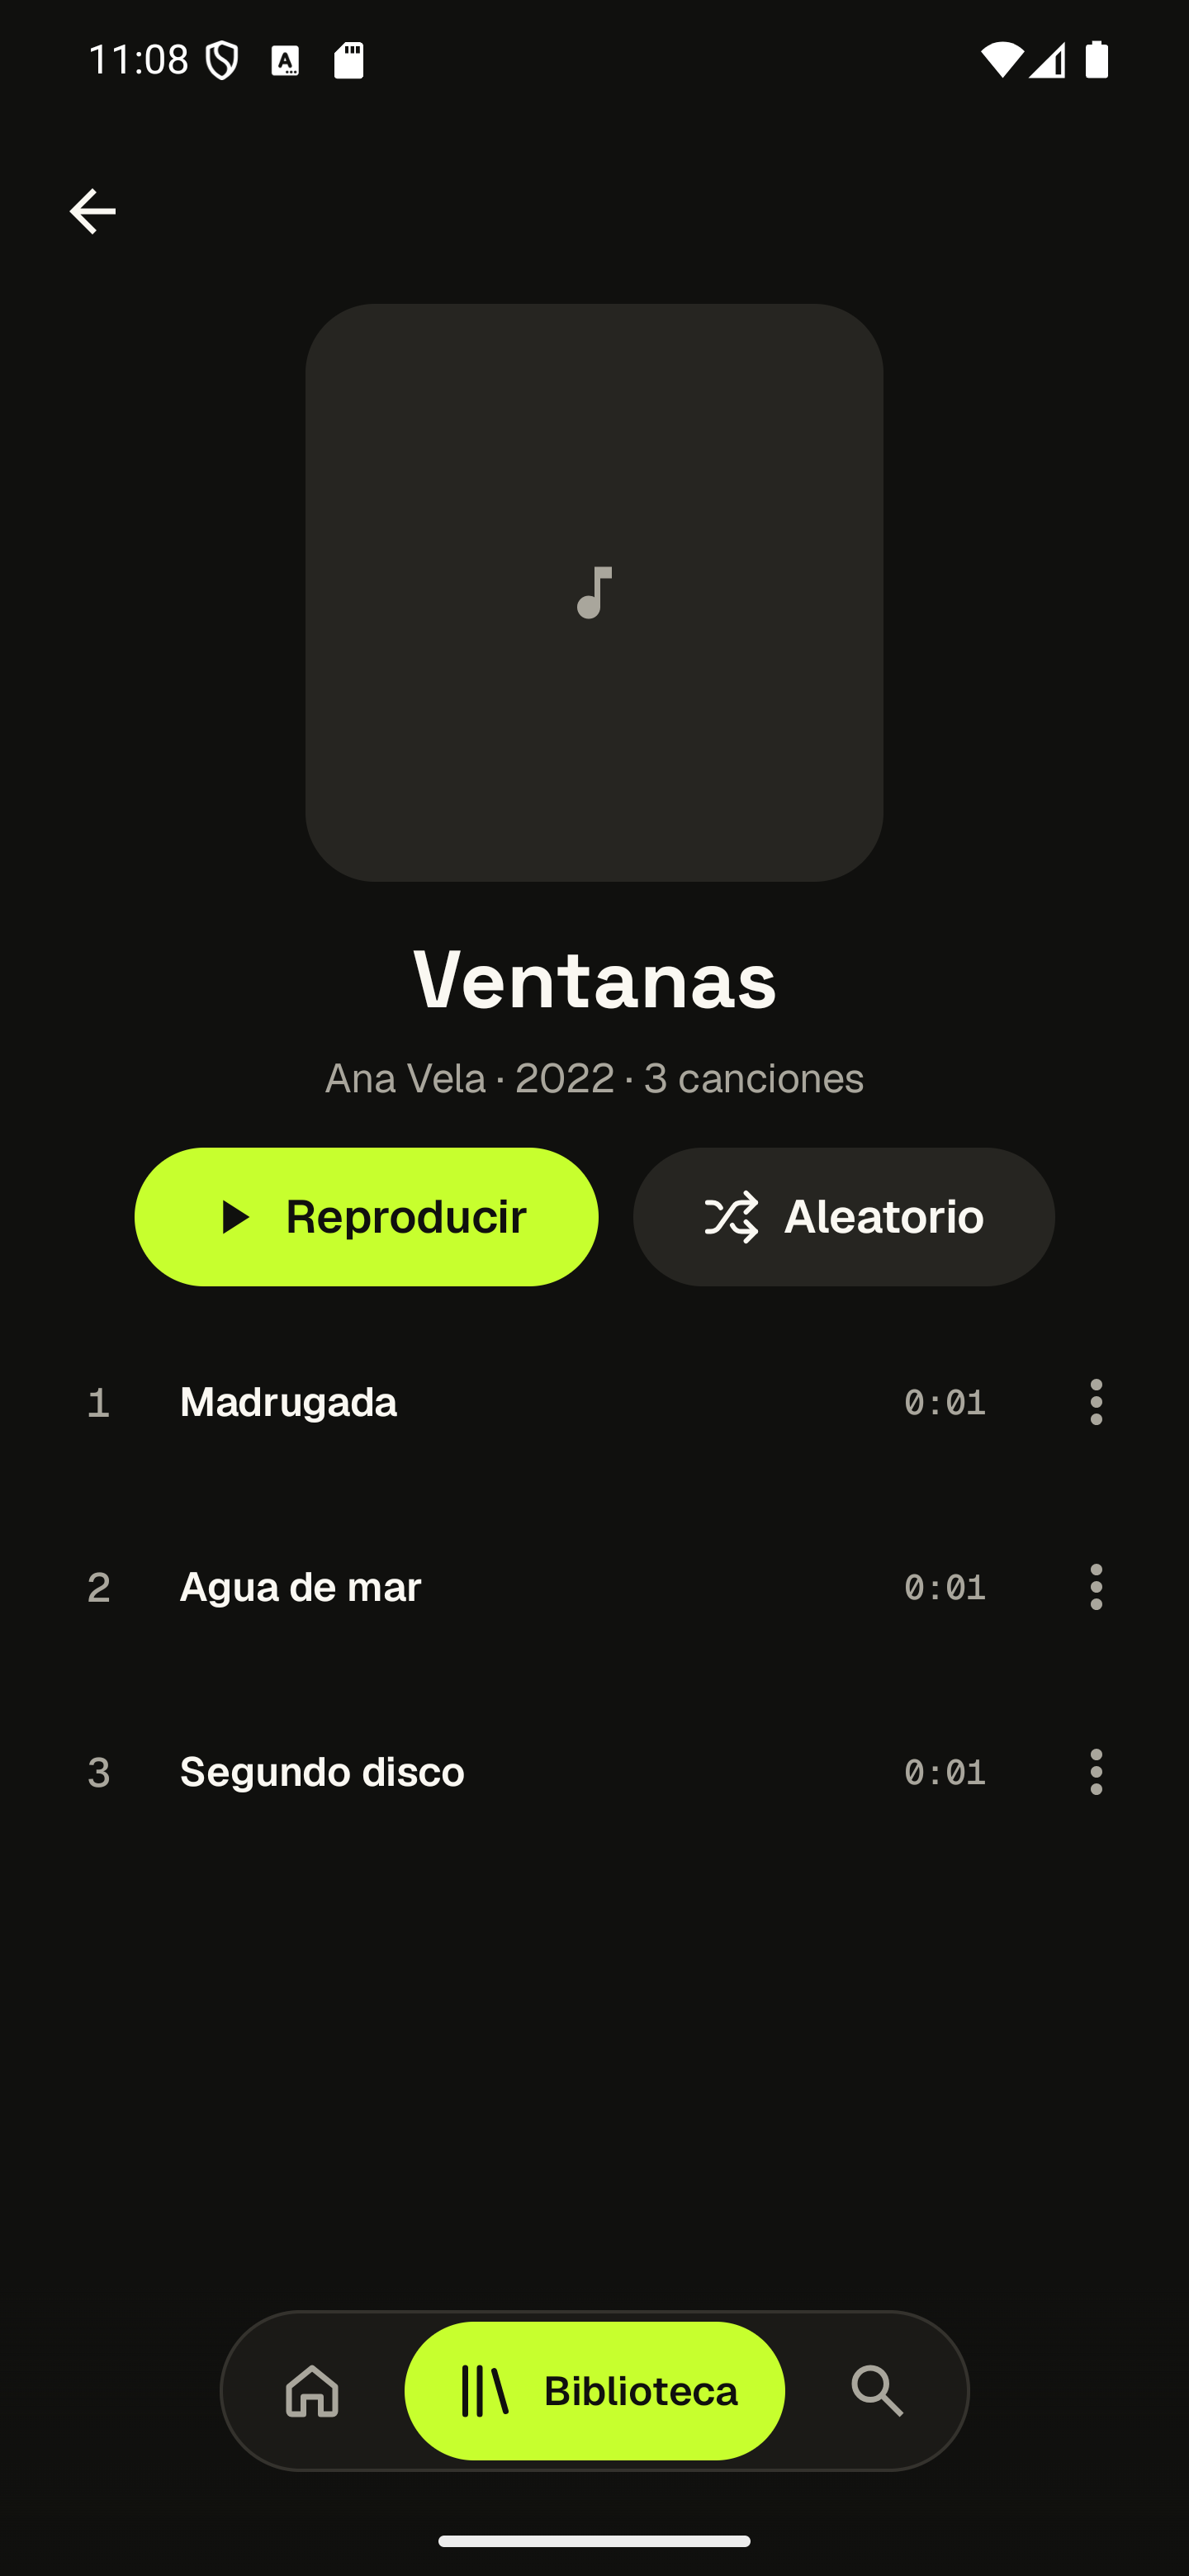 11:08
Ventanas
Ana Vela · 2022 · 3 canciones
Reproducir
Aleatorio
1 Madrugada 0:01
2 Agua de mar 0:01
3 Segundo disco 0:01
Biblioteca